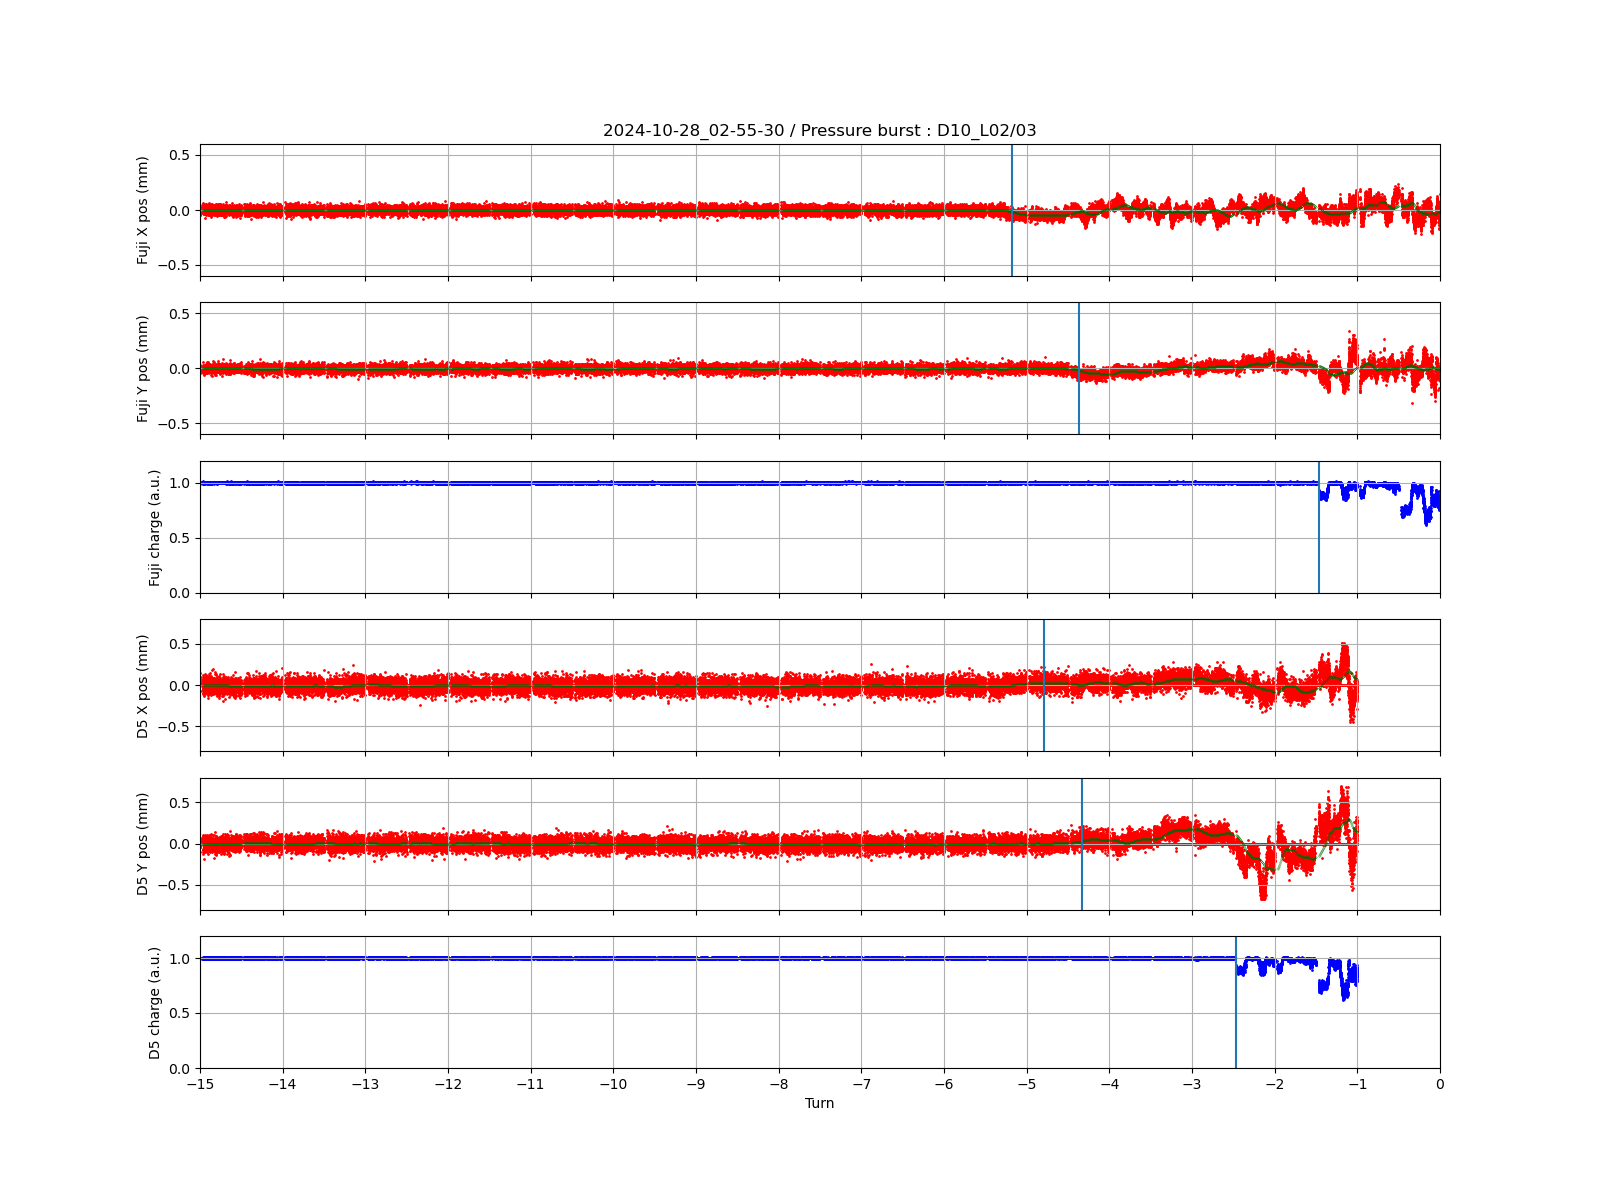 2024-10-28_02-55-30 / Pressure burst : D10_L02/03
Fuji X pos (mm)
0.5
0.0
−0.5
Fuji Y pos (mm)
0.5
0.0
−0.5
Fuji charge (a.u.)
1.0
0.5
0.0
D5 X pos (mm)
0.5
0.0
−0.5
D5 Y pos (mm)
0.5
0.0
−0.5
D5 charge (a.u.)
1.0
0.5
0.0
−15 −14 −13 −12 −11 −10 −9 −8 −7 −6 −5 −4 −3 −2 −1 0
Turn